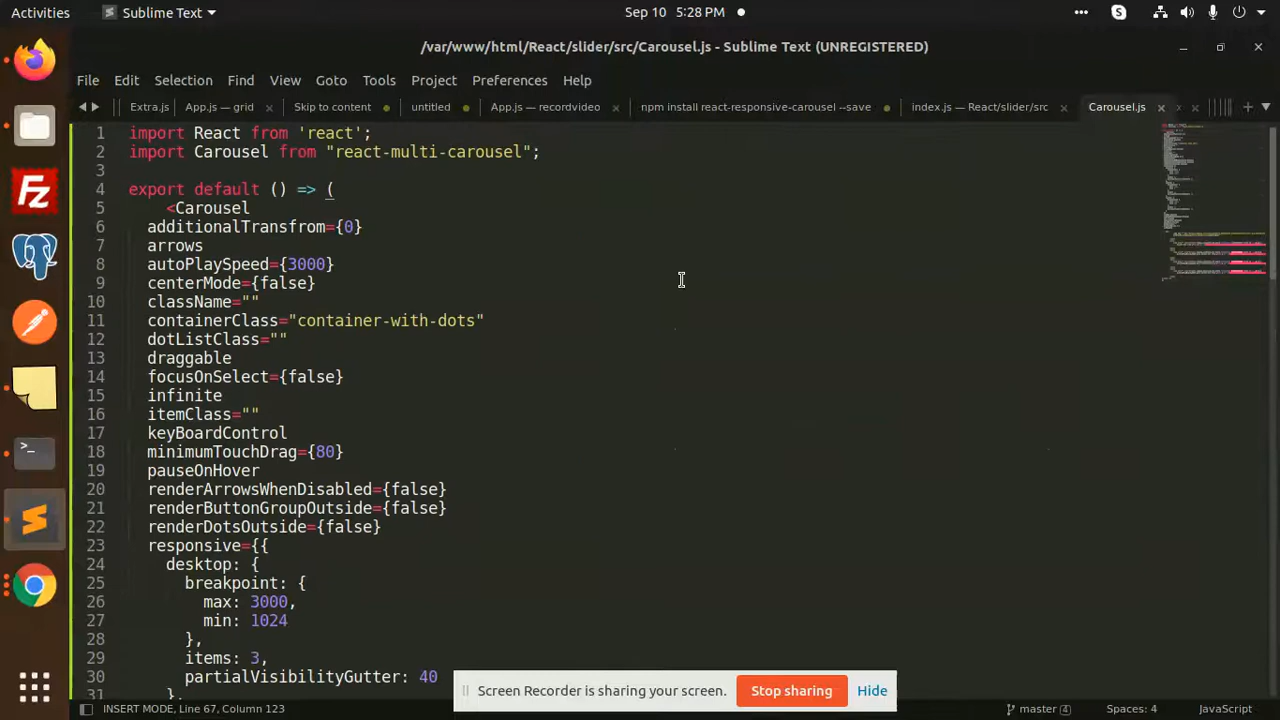 Activities
Sublime Text
Sep 10 5:28 PM
/var/www/html/React/slider/src/Carousel.js - Sublime Text (UNREGISTERED)
File Edit Selection Find View Goto Tools Project Preferences Help
Extra.js App.js — grid Skip to content untitled App.js — recordvideo npm install react-responsive-carousel --save index.js — React/slider/src Carousel.js
1 import React from 'react';
2 import Carousel from "react-multi-carousel";
3
4 export default () => (
5 <Carousel
6 additionalTransfrom={0}
7 arrows
8 autoPlaySpeed={3000}
9 centerMode={false}
10 className=""
11 containerClass="container-with-dots"
12 dotListClass=""
13 draggable
14 focusOnSelect={false}
15 infinite
16 itemClass=""
17 keyBoardControl
18 minimumTouchDrag={80}
19 pauseOnHover
20 renderArrowsWhenDisabled={false}
21 renderButtonGroupOutside={false}
22 renderDotsOutside={false}
23 responsive={{
24 desktop: {
25 breakpoint: {
26 max: 3000,
27 min: 1024
28 },
29 items: 3,
30 partialVisibilityGutter: 40
31 },
Screen Recorder is sharing your screen. Stop sharing Hide
INSERT MODE, Line 67, Column 123
master 4 Spaces: 4 JavaScript